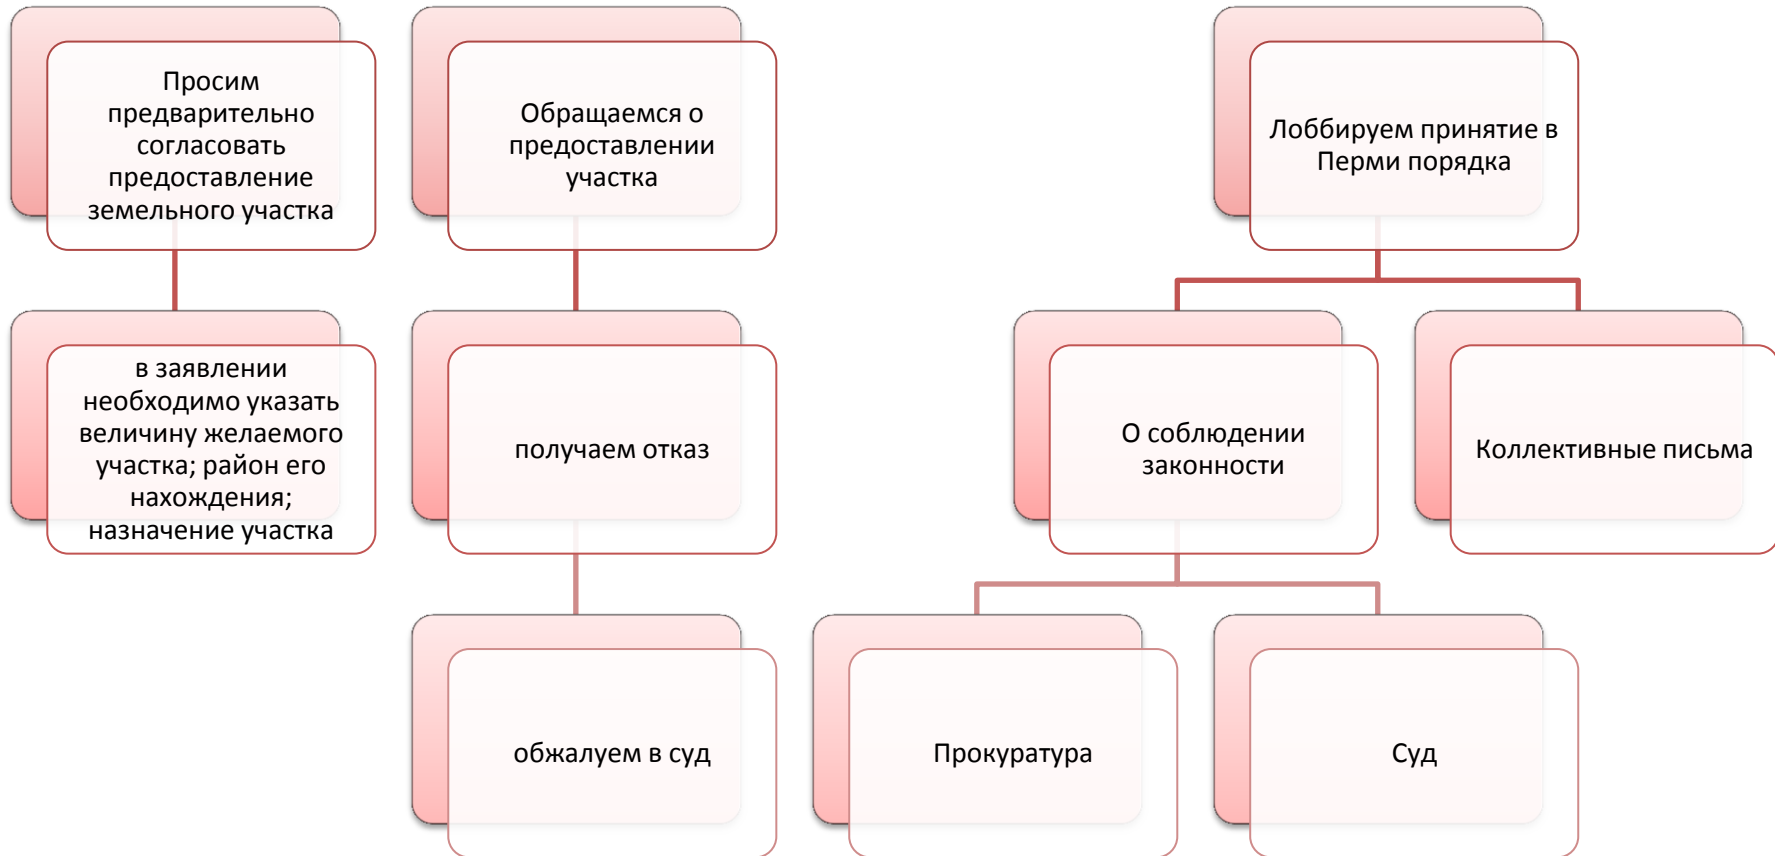 Просим
предварительно
согласовать
предоставление
земельного участка
Обращаемся о
предоставлении
участка
Лоббируем принятие в
Перми порядка
в заявлении
необходимо указать
величину желаемого
участка; район его
нахождения;
назначение участка
получаем отказ
О соблюдении
законности
Коллективные письма
обжалуем в суд
Прокуратура
Суд